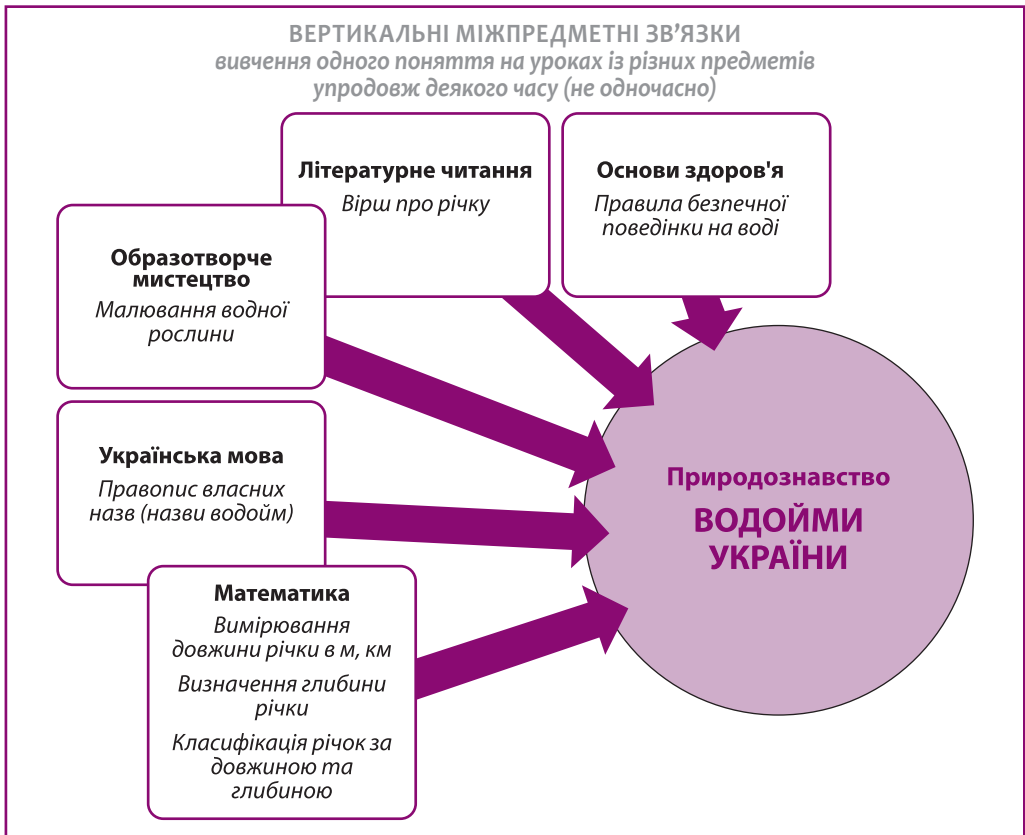 ВЕРТИКАЛЬНІ МІЖПРЕДМЕТНІ ЗВ’ЯЗКИ
вивчення одного поняття на уроках із різних предметів
упродовж деякого часу (не одночасно)
Літературне читання
Вірш про річку
Основи здоров'я
Правила безпечної
поведінки на воді
Образотворче
мистецтво
Малювання водної
рослини
Українська мова
Правопис власних
назв (назви водойм)
Математика
Вимірювання
довжини річки в м, км
Визначення глибини
річки
Класифікація річок за
довжиною та
глибиною
Природознавство
ВОДОЙМИ
УКРАЇНИ